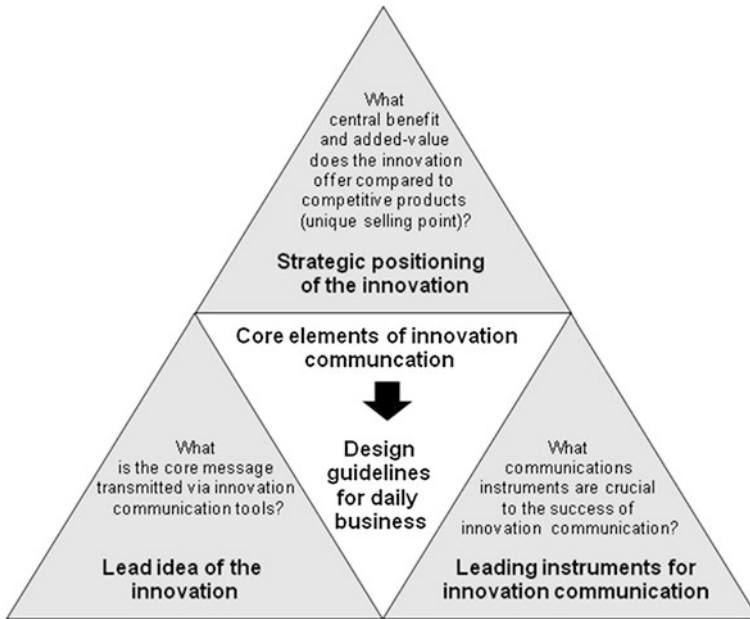 What
central benefit
and added-value
does the innovation
offer compared to
competitive products
(unique selling point)?
Strategic positioning
of the innovation
Core elements of innovation
communcation
Design
guidelines
for daily
business
What
is the core message
transmitted via innovation
communication tools?
Lead idea of the
innovation
What
communications
instruments are crucial
to the success of
innovation communication?
Leading instruments for
innovation communication